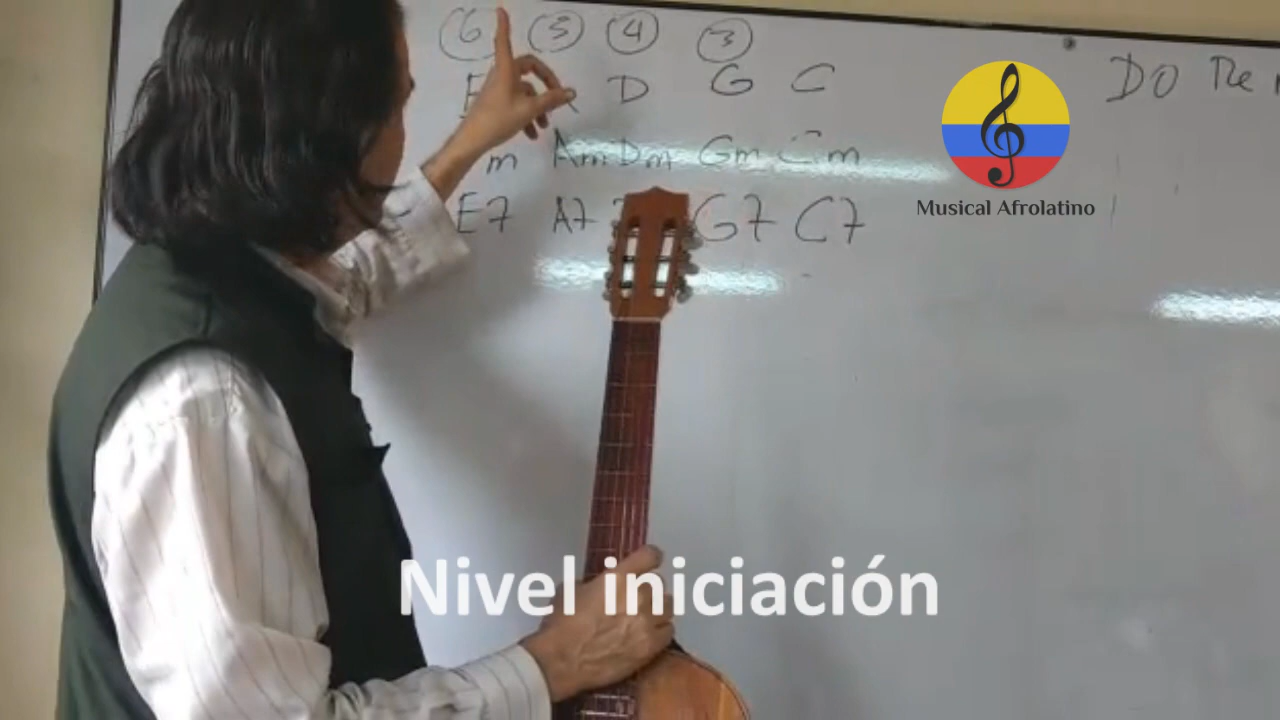 6 5 4 3
E D G C
m Am Dm Gm Cm
E7 A7 G7 C7
DO Re
Musical Afrolatino
Nivel iniciación